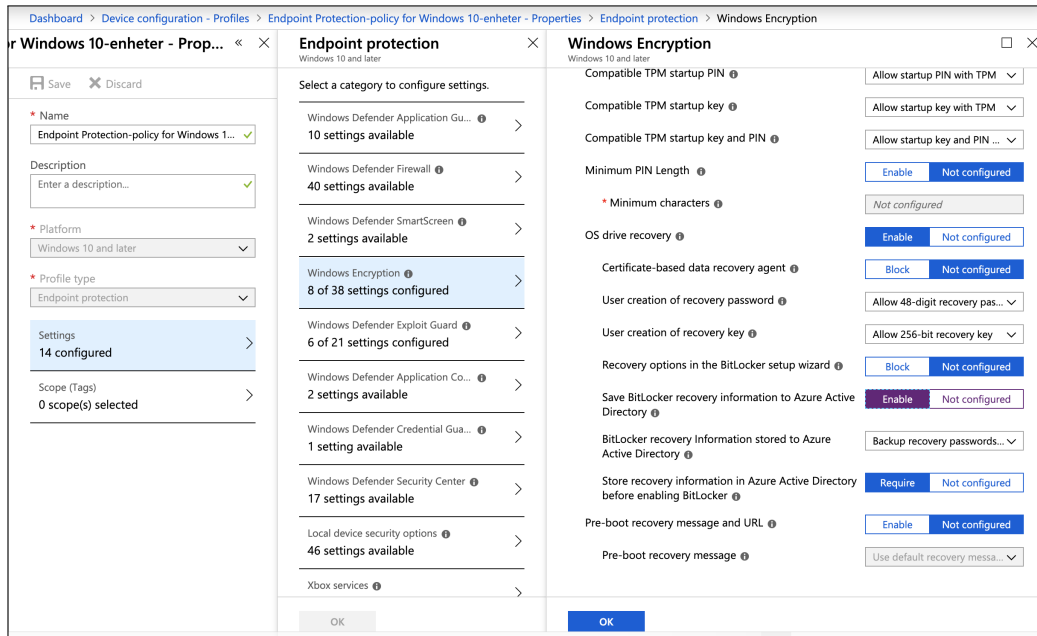 Dashboard > Device configuration - Profiles > Endpoint Protection-policy for Windows 10-enheter - Properties > Endpoint protection > Windows Encryption
r Windows 10-enheter - Prop...
Save Discard
* Name
Endpoint Protection-policy for Windows 1...
Description
Enter a description...
* Platform
Windows 10 and later
* Profile type
Endpoint protection
Settings
14 configured
Scope (Tags)
0 scope(s) selected
Endpoint protection
Windows 10 and later
Select a category to configure settings.
Windows Defender Application Gu...
10 settings available
Windows Defender Firewall
40 settings available
Windows Defender SmartScreen
2 settings available
Windows Encryption
8 of 38 settings configured
Windows Defender Exploit Guard
6 of 21 settings configured
Windows Defender Application Co...
2 settings available
Windows Defender Credential Gua...
1 setting available
Windows Defender Security Center
17 settings available
Local device security options
46 settings available
Xbox services
OK
Windows Encryption
Windows 10 and later
Compatible TPM startup PIN Allow startup PIN with TPM
Compatible TPM startup key Allow startup key with TPM
Compatible TPM startup key and PIN Allow startup key and PIN ...
Minimum PIN Length Enable Not configured
* Minimum characters Not configured
OS drive recovery Enable Not configured
Certificate-based data recovery agent Block Not configured
User creation of recovery password Allow 48-digit recovery pas...
User creation of recovery key Allow 256-bit recovery key
Recovery options in the BitLocker setup wizard Block Not configured
Save BitLocker recovery information to Azure Active Enable Not configured
Directory
BitLocker recovery Information stored to Azure Backup recovery passwords...
Active Directory
Store recovery information in Azure Active Directory Require Not configured
before enabling BitLocker
Pre-boot recovery message and URL Enable Not configured
Pre-boot recovery message Use default recovery messa...
OK